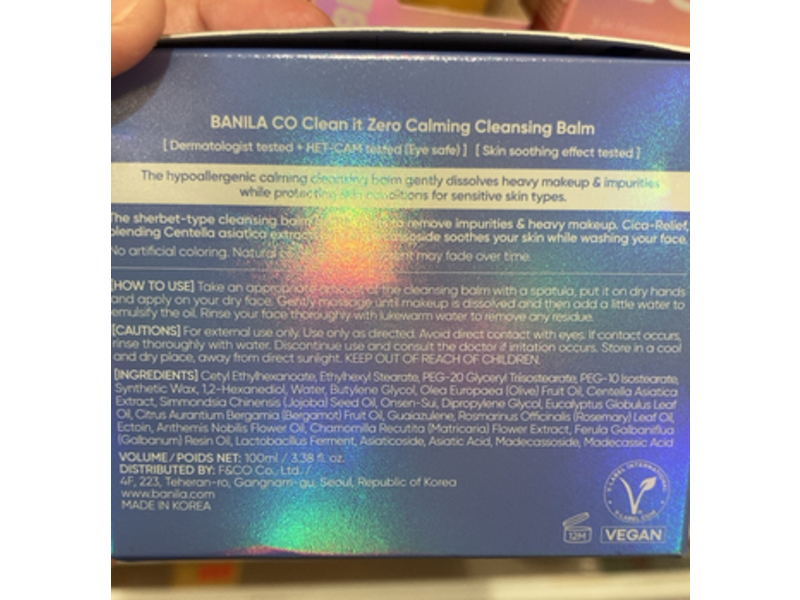 BANILA CO Clean it Zero Calming Cleansing Balm
[ Dermatologist tested + HET-CAM tested (Eye safe) ] [ Skin soothing effect tested ]
The hypoallergenic calming cleansing balm gently dissolves heavy makeup & impurities
while protecting skin conditions for sensitive skin types.
The sherbet-type cleansing balm to remove impurities & heavy makeup. Cica-Relief,
blending Centella asiatica extract soothes your skin while washing your face.
No artificial coloring. Natural may fade over time.
[HOW TO USE] Take an appropriate amount of the cleansing balm with a spatula, put it on dry hands
and apply on your dry face. Gently massage until makeup is dissolved and then add a little water to
emulsify the oil. Rinse your face thoroughly with lukewarm water to remove any residue.
[CAUTIONS] For external use only. Use only as directed. Avoid direct contact with eyes. If contact occurs,
rinse thoroughly with water. Discontinue use and consult the doctor if irritation occurs. Store in a cool
and dry place, away from direct sunlight. KEEP OUT OF REACH OF CHILDREN.
[INGREDIENTS] Cetyl Ethylhexanoate, Ethylhexyl Stearate, PEG-20 Glyceryl Triisostearate, PEG-10 Isostearate,
Synthetic Wax, 1,2-Hexanediol, Water, Butylene Glycol, Olea Europaea (Olive) Fruit Oil, Centella Asiatica
Extract, Simmondsia Chinensis (Jojoba) Seed Oil, Onsen-Sui, Dipropylene Glycol, Eucalyptus Globulus Leaf
Oil, Citrus Aurantium Bergamia (Bergamot) Fruit Oil, Guaiazulene, Rosmarinus Officinalis (Rosemary) Leaf Oil,
Ectoin, Anthemis Nobilis Flower Oil, Chamomilla Recutita (Matricaria) Flower Extract, Ferula Galbaniflua
(Galbanum) Resin Oil, Lactobacillus Ferment, Asiaticoside, Asiatic Acid, Madecassoside, Madecassic Acid
VOLUME/POIDS NET: 100ml / 3.38 fl. oz.
DISTRIBUTED BY: F&CO Co., Ltd. /
4F, 223, Teheran-ro, Gangnam-gu, Seoul, Republic of Korea
www.banila.com
MADE IN KOREA
V-LABEL INTERNATIONAL
V-LABEL.COM
12M
VEGAN